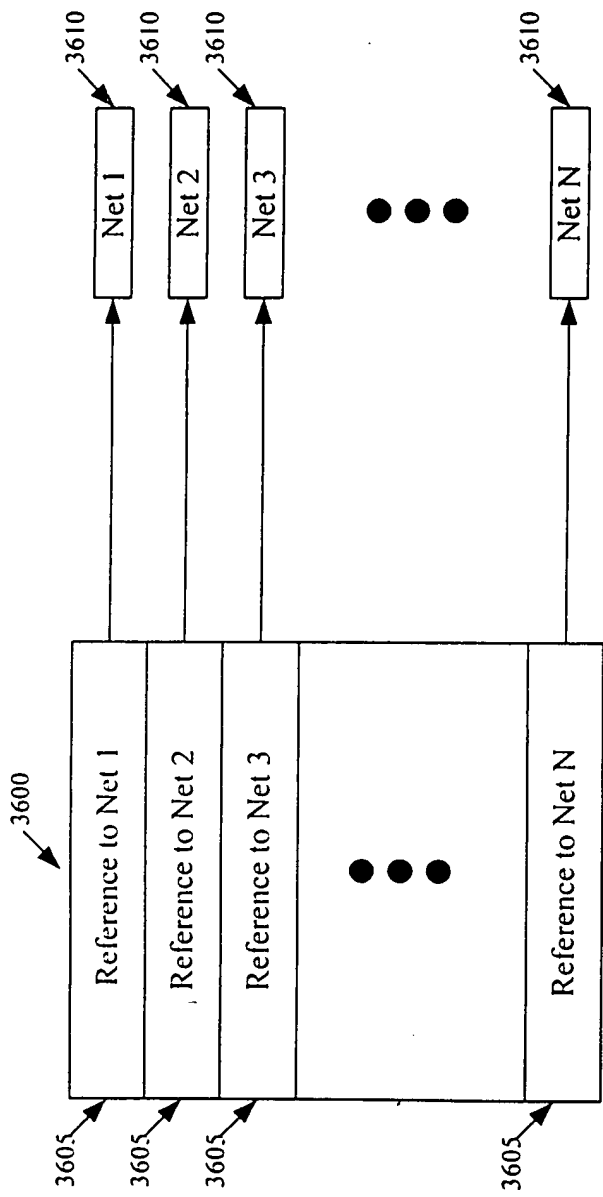 3600
3605
Reference to Net 1
Net 1
3610
3605
Reference to Net 2
Net 2
3610
3605
Reference to Net 3
Net 3
3610
3605
Reference to Net N
Net N
3610